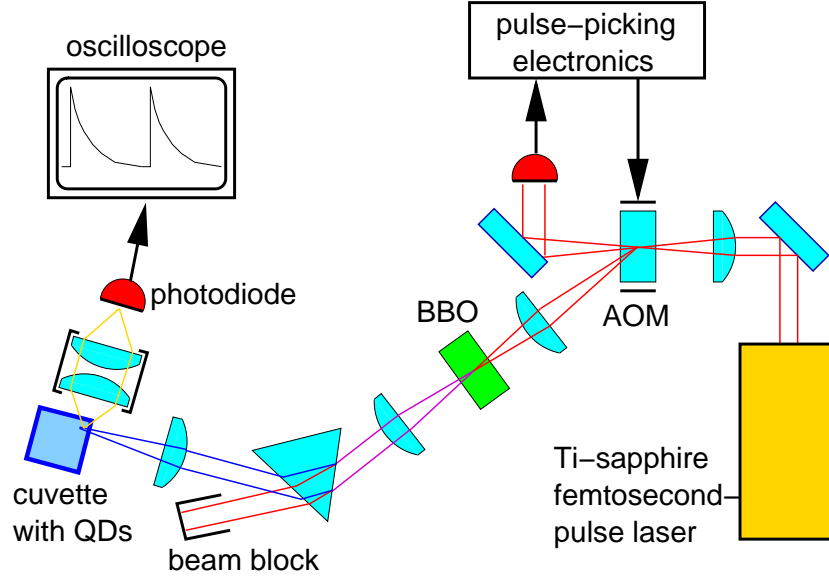 oscilloscope
pulse−picking
electronics
photodiode
BBO
AOM
cuvette
with QDs
beam block
Ti−sapphire
femtosecond
pulse laser